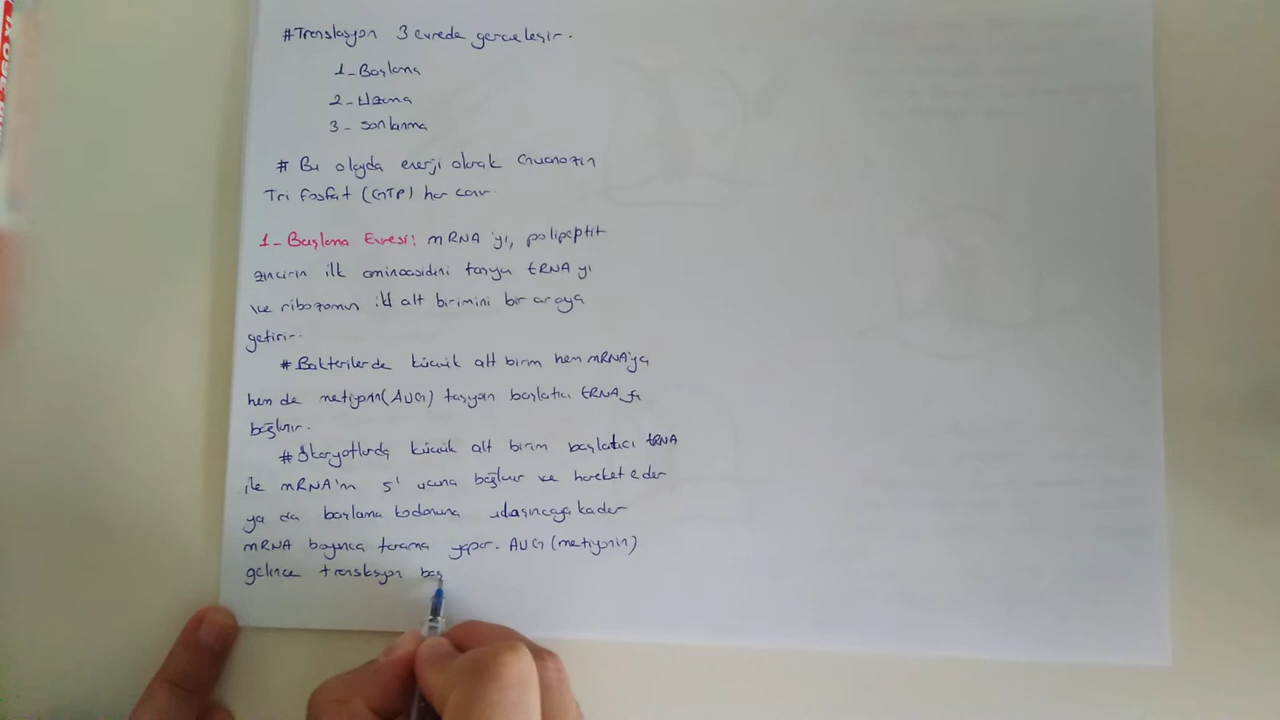 #Translasyon 3 evrede gerçekleşir.
1-Başlama
2-Uzama
3-Sonlanma
# Bu olayda enerji olarak Guanozin
Tri fosfat (GTP) harcanır.
1-Başlama Evresi: mRNA'yı, polipeptit
zincirin ilk aminoasidini taşıyan tRNA yı
ve ribozomun iki alt birimini bir araya
getirir.
#Bakterilerde küçük alt birim hem mRNA'ya
hem de metiyonin(AUG) taşıyan başlatıcı tRNA ya
bağlanır.
# Ökaryotlarda küçük alt birim başlatıcı tRNA
ile mRNA'nın 5' ucuna bağlanır ve hareket eder
ya da başlama kodonuna ulaşıncaya kadar
mRNA boyunca tarama yapar. AUG (metiyonin)
gelince translasyon baş